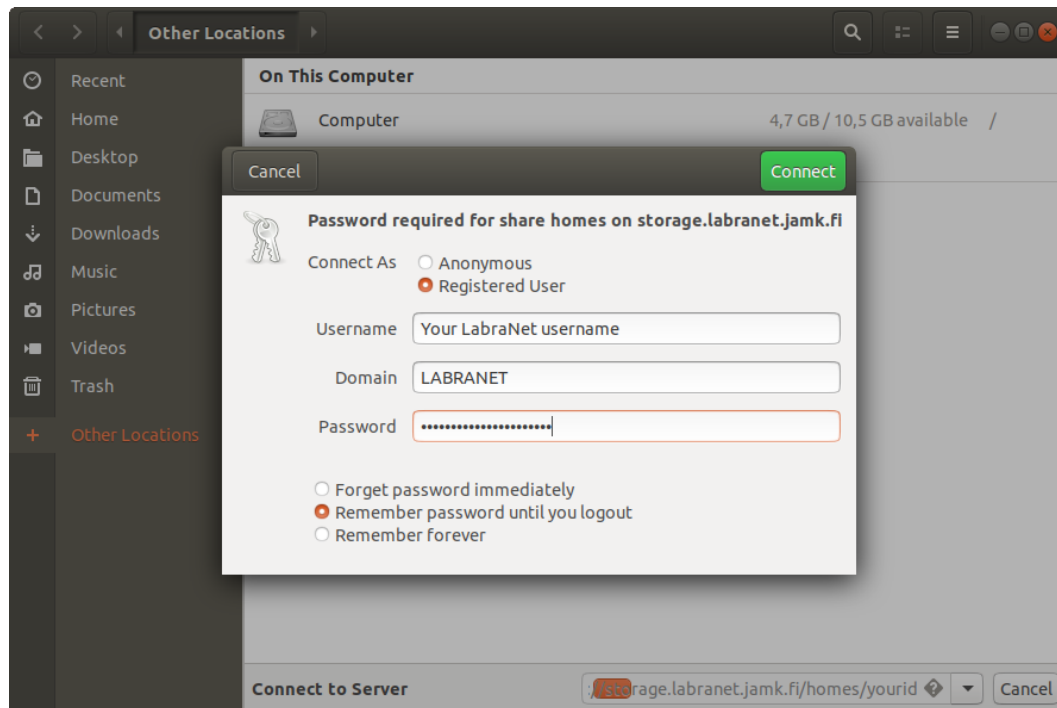 Other Locations
On This Computer
Recent
Computer 4,7 GB / 10,5 GB available /
Home
Desktop
Documents
Downloads
Music
Pictures
Videos
Trash
Other Locations
Cancel Connect
Password required for share homes on storage.labranet.jamk.fi
Connect As Anonymous
Registered User
Username Your LabraNet username
Domain LABRANET
Password ••••••••••••••••••••••
Forget password immediately
Remember password until you logout
Remember forever
Connect to Server ://storage.labranet.jamk.fi/homes/yourid Cancel